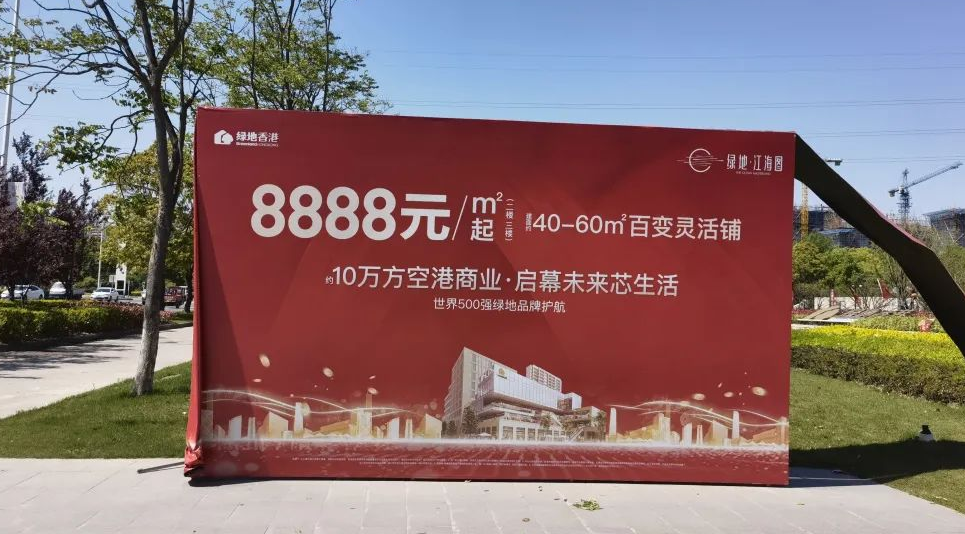 绿地香港
绿地·江海图
8888元/㎡起(二楼 三楼) 建面约40-60㎡百变灵活铺
约10万方空港商业·启幕未来芯生活
世界500强绿地品牌护航